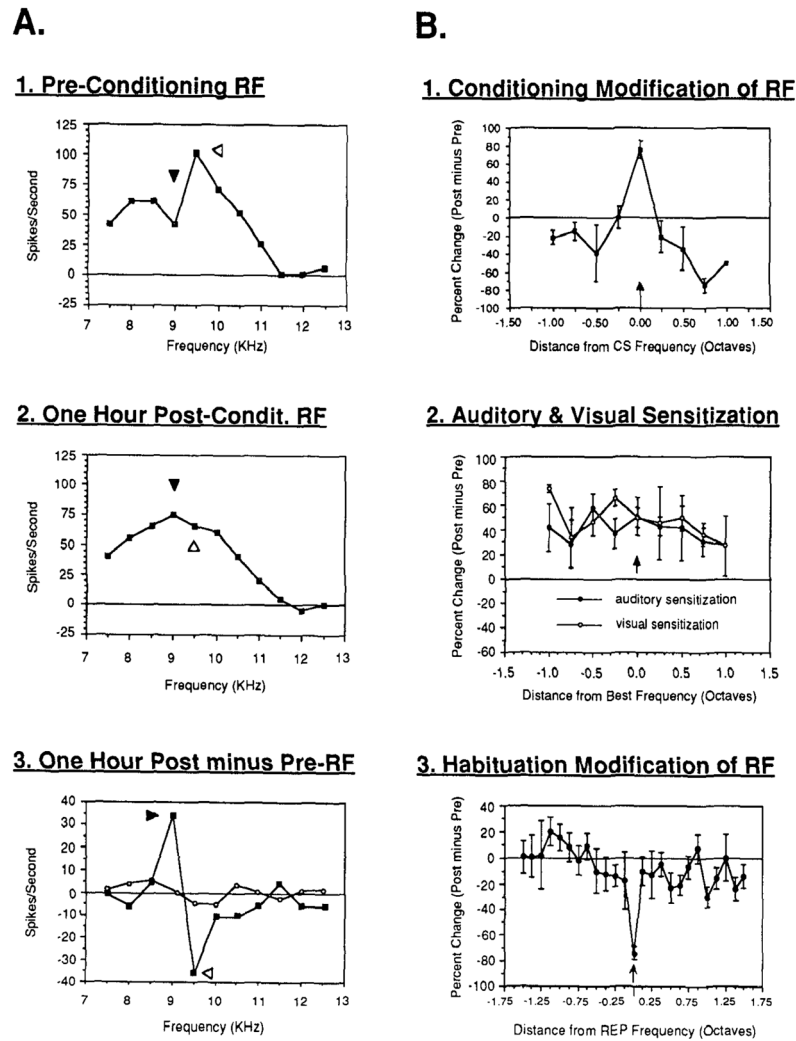 A.
1. Pre-Conditioning RF
Spikes/Second
125
100
75
50
25
0
-25
7 8 9 10 11 12 13
Frequency (KHz)
2. One Hour Post-Condit. RF
Spikes/Second
125
100
75
50
25
0
-25
7 8 9 10 11 12 13
Frequency (KHz)
3. One Hour Post minus Pre-RF
Spikes/Second
40
30
20
10
0
-10
-20
-30
-40
7 8 9 10 11 12 13
Frequency (KHz)
B.
1. Conditioning Modification of RF
Percent Change (Post minus Pre)
100
80
60
40
20
0
-20
-40
-60
-80
-100
-1.50 -1.00 -0.50 0.00 0.50 1.00 1.50
Distance from CS Frequency (Octaves)
2. Auditory & Visual Sensitization
Percent Change (Post minus Pre)
100
80
60
40
20
0
-20
-40
-60
auditory sensitization
visual sensitization
-1.5 -1.0 -0.5 0.0 0.5 1.0 1.5
Distance from Best Frequency (Octaves)
3. Habituation Modification of RF
Percent Change (Post minus Pre)
40
20
0
-20
-40
-60
-80
-100
-1.75 -1.25 -0.75 -0.25 0.25 0.75 1.25 1.75
Distance from REP Frequency (Octaves)